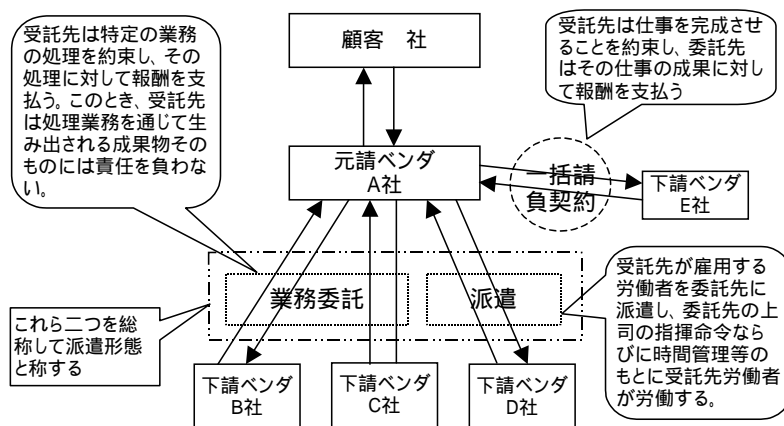 受託先は特定の業務
の処理を約束し、その
処理に対して報酬を支
払う。このとき、受託先
は処理業務を通じて生
み出される成果物その
ものには責任を負わな
い。
顧客　社
受託先は仕事を完成させ
ることを約束し、委託先
はその仕事の成果に対し
て報酬を支払う
元請ベンダ
A社
一括請
負契約
下請ベンダ
E社
業務委託
派遣
これら二つを総
称して派遣形態
と称する
受託先が雇用する
労働者を委託先に
派遣し、委託先の上
司の指揮命令なら
びに時間管理等の
もとに受託先労働者
が労働する。
下請ベンダ
B社
下請ベンダ
C社
下請ベンダ
D社